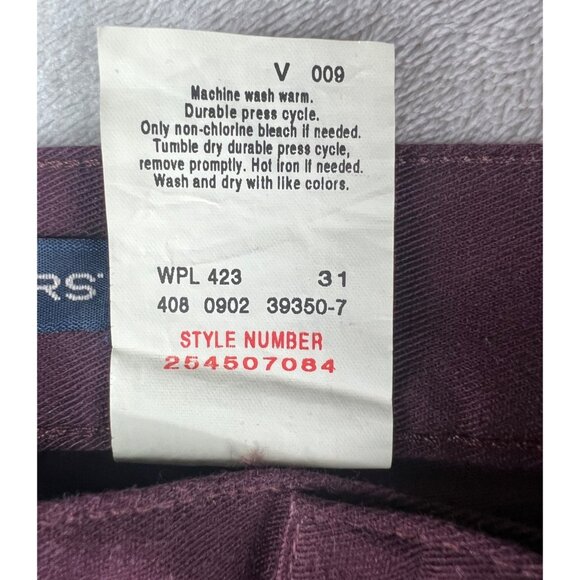 V 009
Machine wash warm.
Durable press cycle.
Only non-chlorine bleach if needed.
Tumble dry durable press cycle,
remove promptly. Hot iron if needed.
Wash and dry with like colors.
WPL 423 31
408 0902 39350-7
STYLE NUMBER
254507084
RS